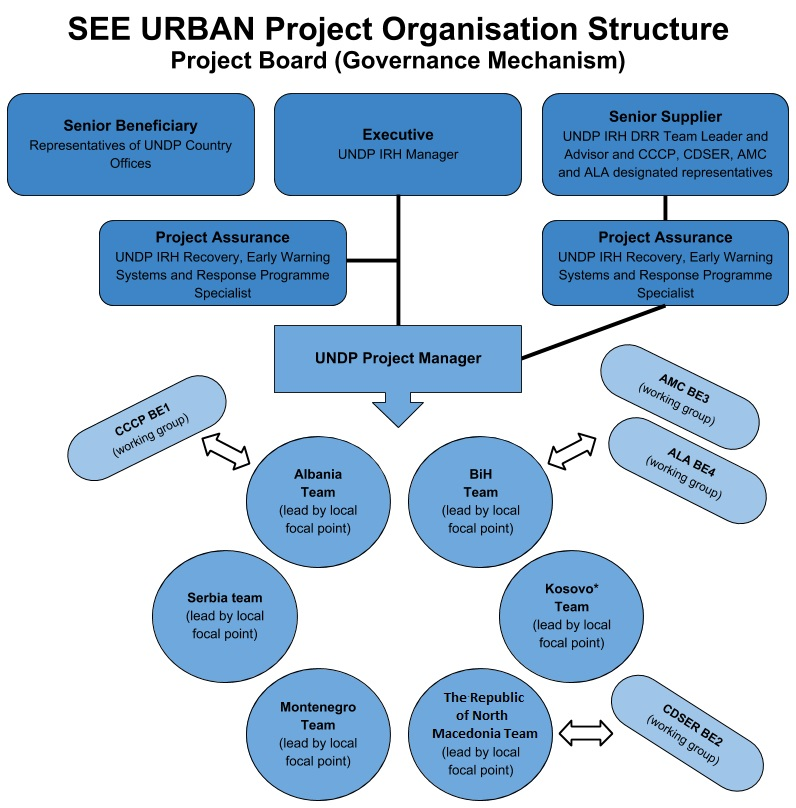 SEE URBAN Project Organisation Structure
Project Board (Governance Mechanism)
Senior Beneficiary
Representatives of UNDP Country
Offices
Executive
UNDP IRH Manager
Senior Supplier
UNDP IRH DRR Team Leader and
Advisor and CCCP, CDSER, AMC
and ALA designated representatives
Project Assurance
UNDP IRH Recovery, Early Warning
Systems and Response Programme
Specialist
Project Assurance
UNDP IRH Recovery, Early Warning
Systems and Response Programme
Specialist
UNDP Project Manager
CCCP BE1
(working group)
AMC BE3
(working group)
ALA BE4
(working group)
Albania
Team
(lead by local
focal point)
BiH
Team
(lead by local
focal point)
Serbia team
(lead by local
focal point)
Kosovo*
Team
(lead by local
focal point)
Montenegro
Team
(lead by local
focal point)
The Republic
of North
Macedonia Team
(lead by local
focal point)
CDSER BE2
(working group)